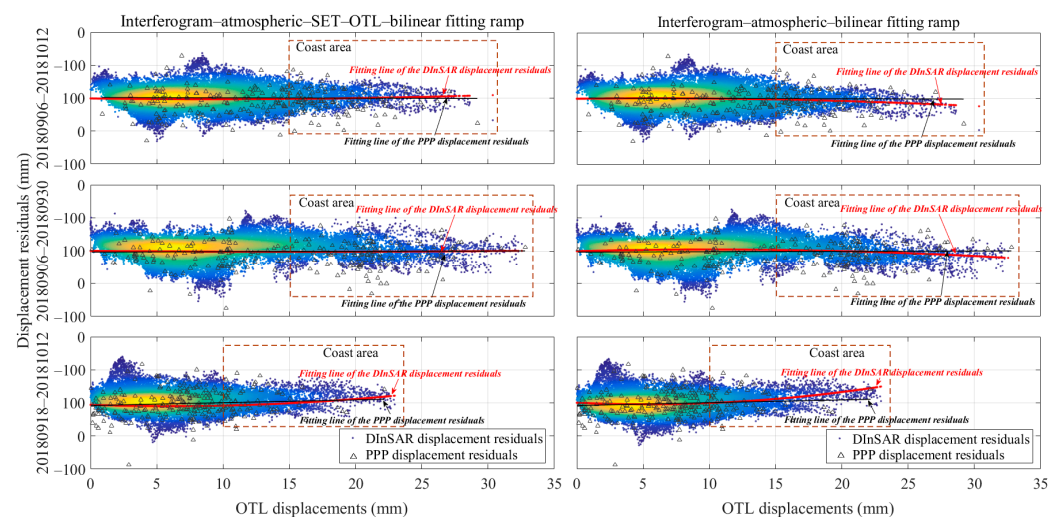 Interferogram–atmospheric–SET–OTL–bilinear fitting ramp
Interferogram–atmospheric–bilinear fitting ramp
Displacement residuals (mm)
20180906–20181012
0
–100
100
0
–100
Coast area
Fitting line of the DInSAR displacement residuals
Fitting line of the PPP displacement residuals
Coast area
Fitting line of the DInSAR displacement residuals
Fitting line of the PPP displacement residuals
20180906–20180930
0
–100
100
0
–100
Coast area
Fitting line of the DInSAR displacement residuals
Fitting line of the PPP displacement residuals
Coast area
Fitting line of the DInSAR displacement residuals
Fitting line of the PPP displacement residuals
20180918–20181012
0
–100
100
0
–100
Coast area
Fitting line of the DInSAR displacement residuals
Fitting line of the PPP displacement residuals
DInSAR displacement residuals
PPP displacement residuals
Coast area
Fitting line of the DInSAR displacement residuals
Fitting line of the PPP displacement residuals
DInSAR displacement residuals
PPP displacement residuals
0 5 10 15 20 25 30 35
0 5 10 15 20 25 30 35
OTL displacements (mm)
OTL displacements (mm)